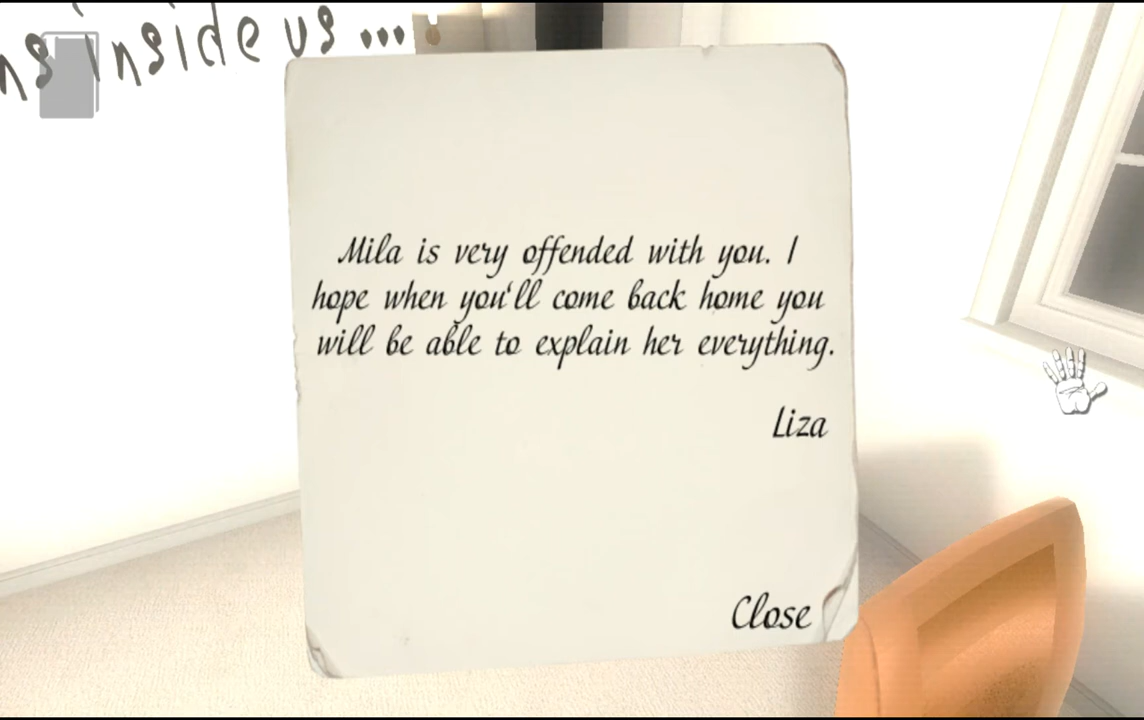 inside us...
Mila is very offended with you. I
hope when you'll come back home you
will be able to explain her everything.
Liza
Close